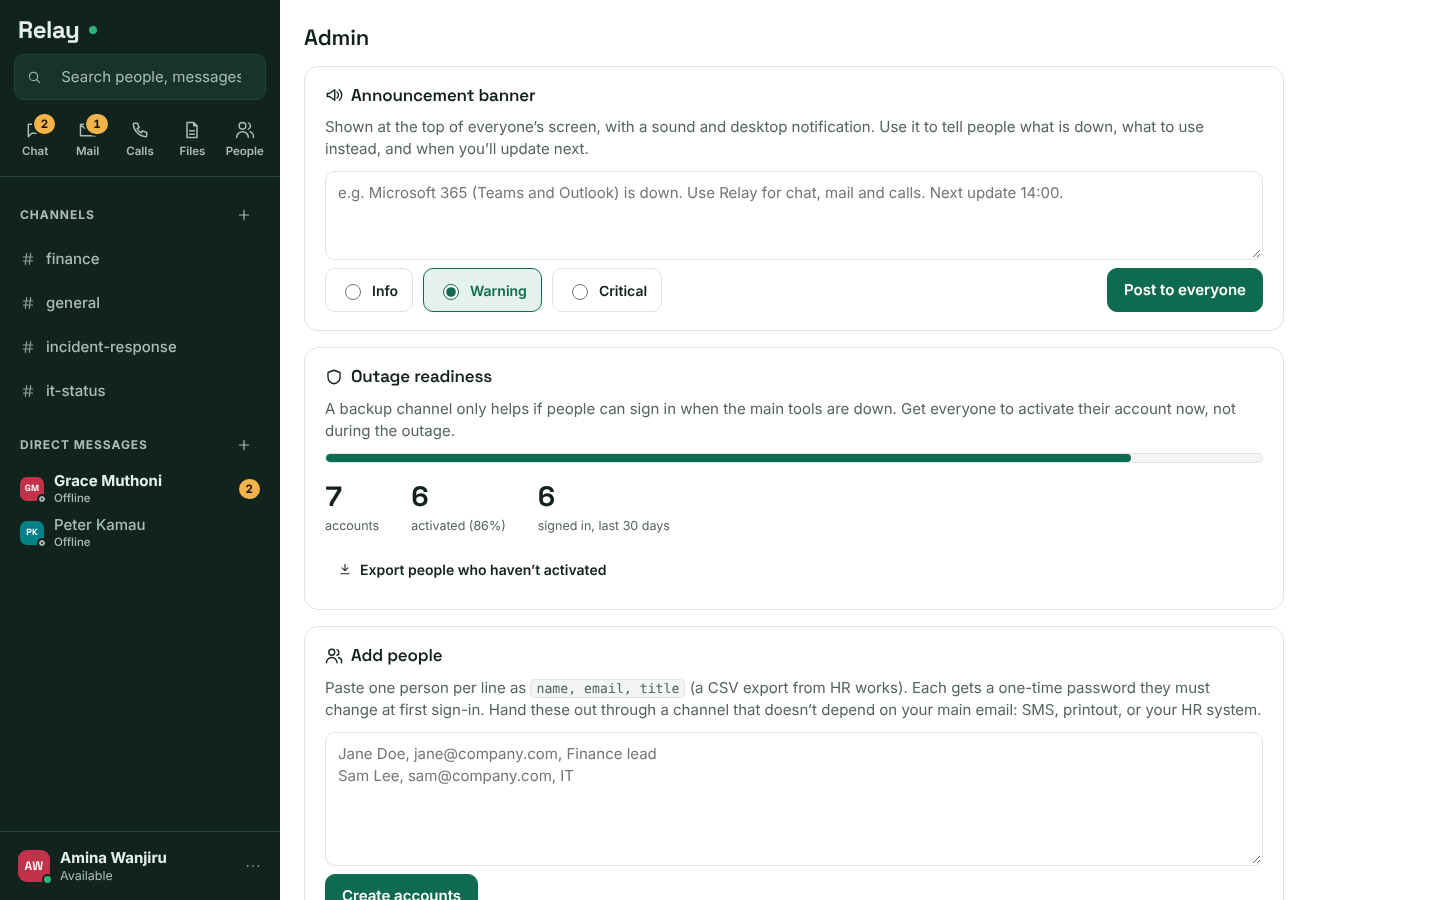 Relay
Search people, messages
2
1
Chat
Mail
Calls
Files
People
CHANNELS
# finance
# general
# incident-response
# it-status
DIRECT MESSAGES
GM
Grace Muthoni
Offline
2
PK
Peter Kamau
Offline
AW
Amina Wanjiru
Available
Admin
Announcement banner
Shown at the top of everyone’s screen, with a sound and desktop notification. Use it to tell people what is down, what to use
instead, and when you’ll update next.
e.g. Microsoft 365 (Teams and Outlook) is down. Use Relay for chat, mail and calls. Next update 14:00.
Info
Warning
Critical
Post to everyone
Outage readiness
A backup channel only helps if people can sign in when the main tools are down. Get everyone to activate their account now, not
during the outage.
7
accounts
6
activated (86%)
6
signed in, last 30 days
Export people who haven’t activated
Add people
Paste one person per line as name, email, title (a CSV export from HR works). Each gets a one-time password they must
change at first sign-in. Hand these out through a channel that doesn’t depend on your main email: SMS, printout, or your HR system.
Jane Doe, jane@company.com, Finance lead
Sam Lee, sam@company.com, IT
Create accounts